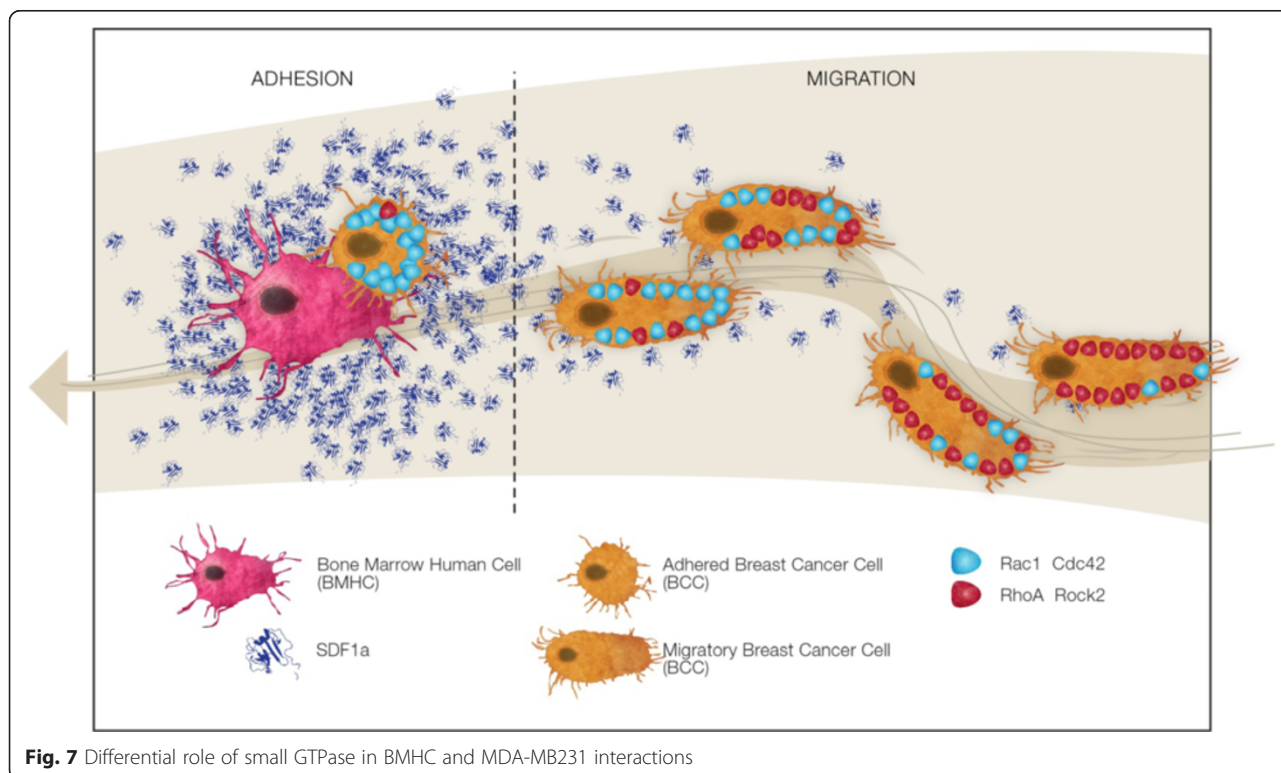 ADHESION
MIGRATION
Bone Marrow Human Cell
(BMHC)
SDF1a
Adhered Breast Cancer Cell
(BCC)
Migratory Breast Cancer Cell
(BCC)
Rac1 Cdc42
RhoA Rock2
Fig. 7 Differential role of small GTPase in BMHC and MDA-MB231 interactions